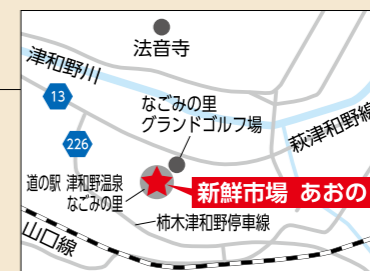 法音寺
津和野川
13
なごみの里
グランドゴルフ場
萩津和野線
226
道の駅 津和野温泉
なごみの里
新鮮市場 あおの
柿木津和野停車線
山口線